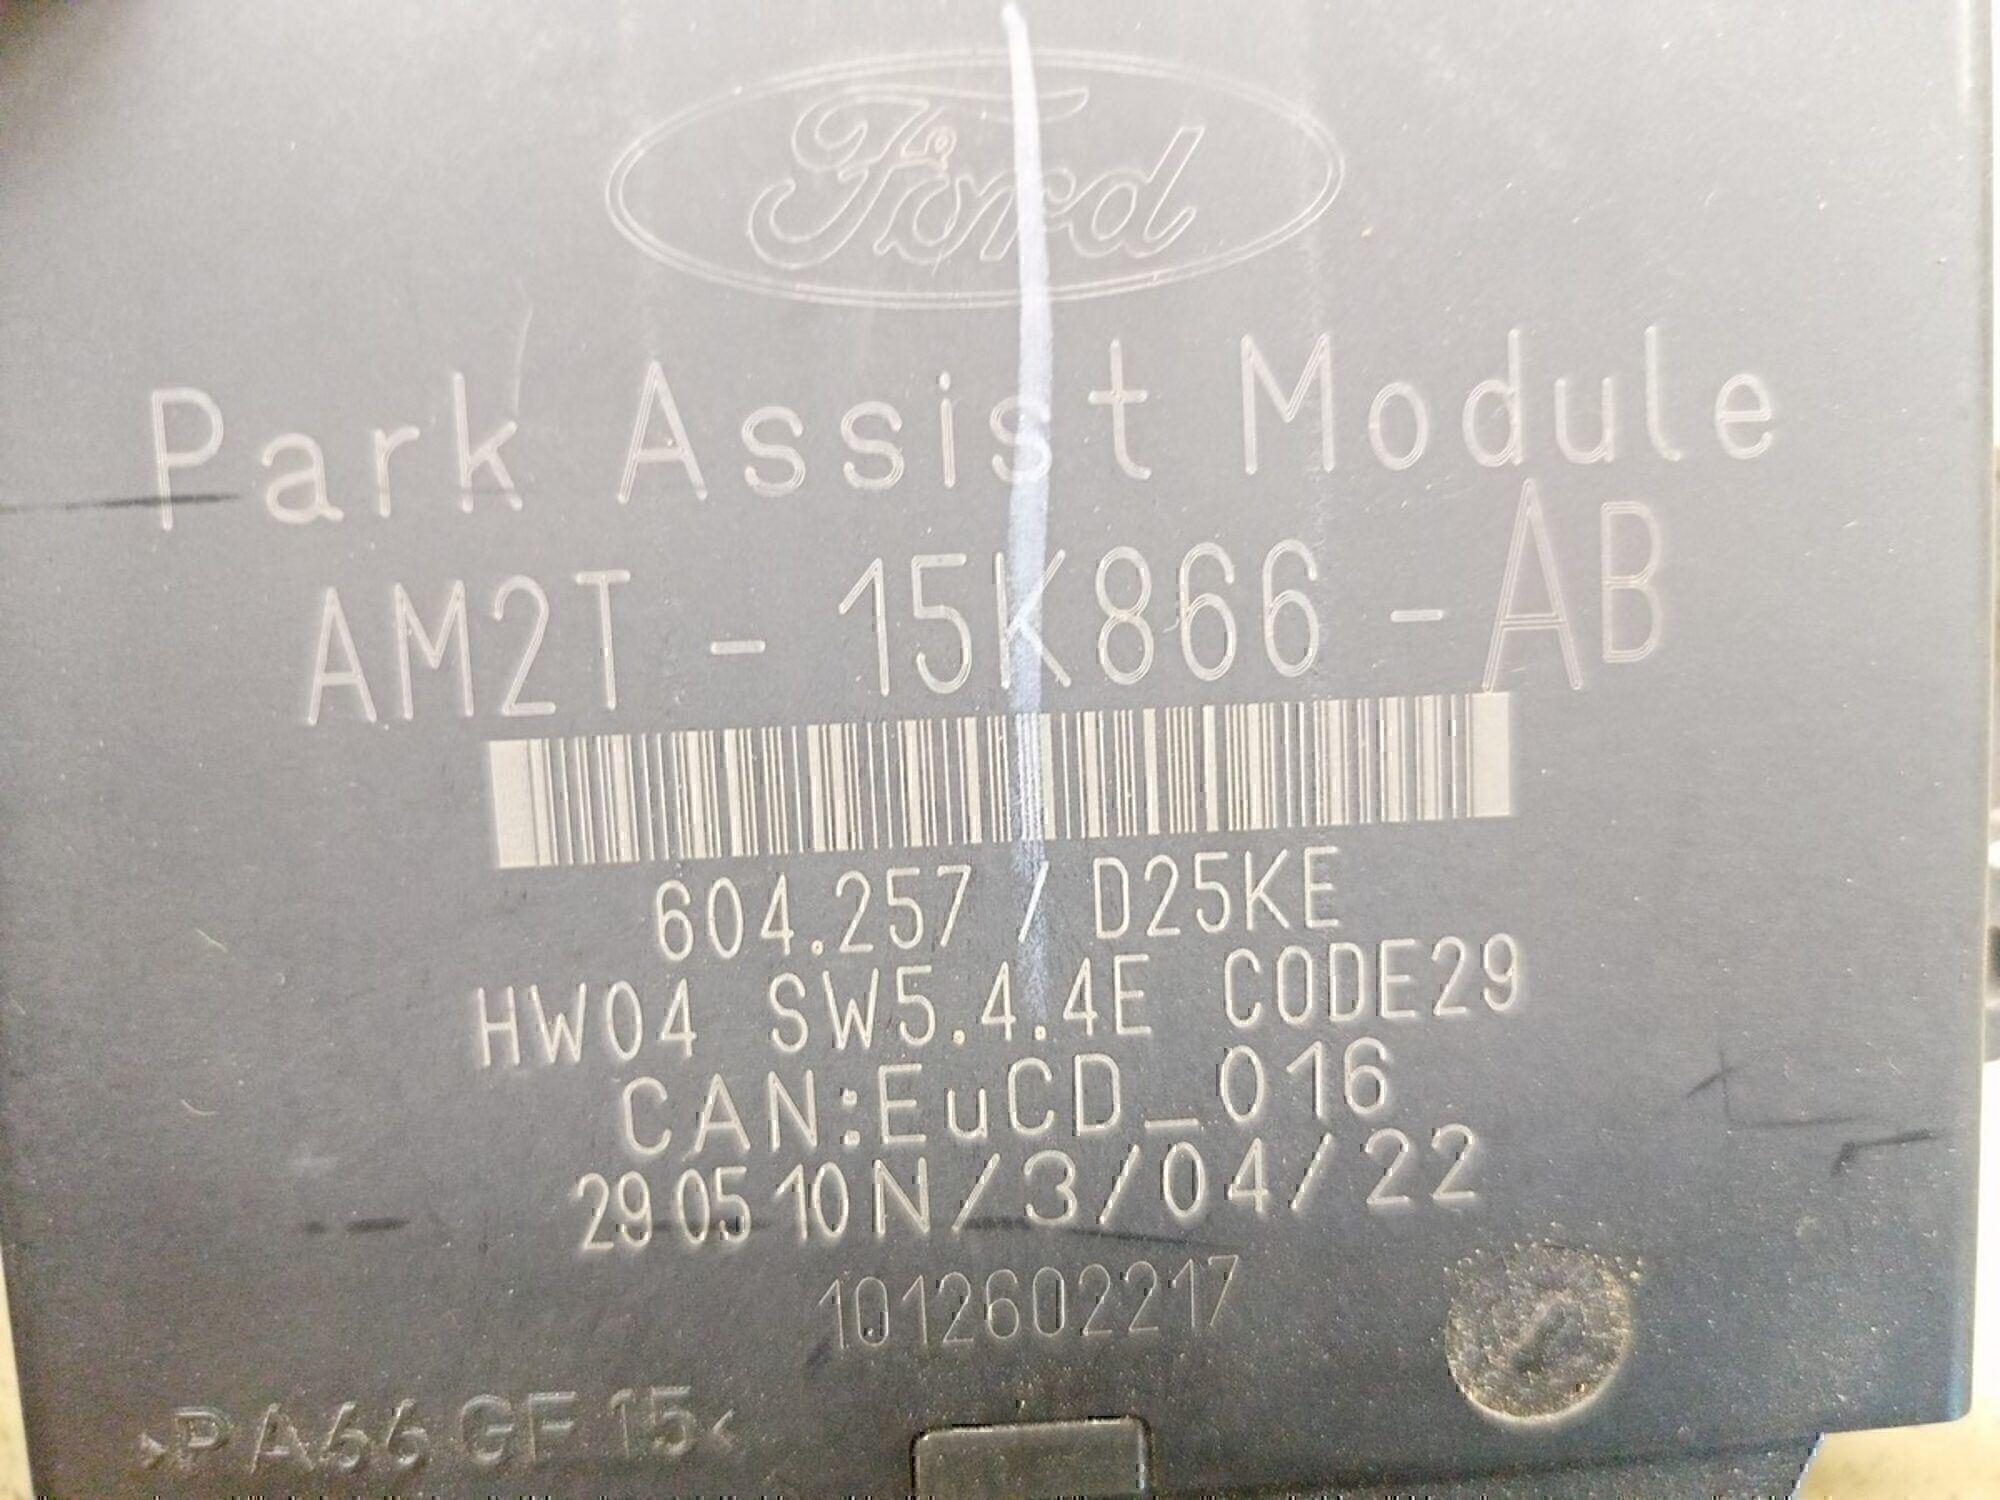 Ford
Park Assist Module
AM2T - 15K866 - AB
604.257 / D25KE
HW04 SW5.4.4E CODE29
CAN:EuCD_016
29 05 10 N/3/04/22
1012602217
>PA66 GF 15<